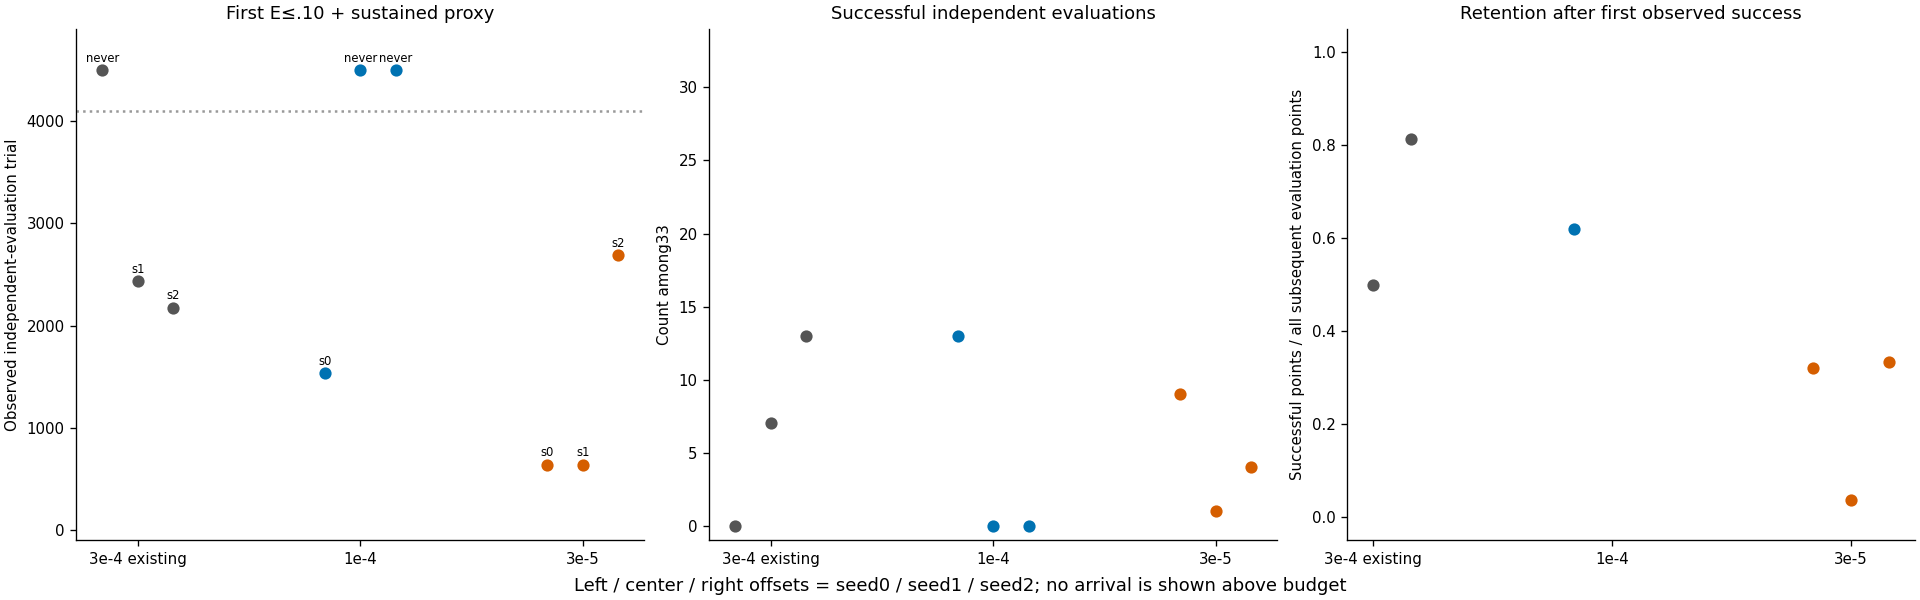 First E≤.10 + sustained proxy
Observed independent-evaluation trial
4000
3000
2000
1000
0
never
s1
s2
never never
s0
s0
s1
s2
3e-4 existing
1e-4
3e-5
Successful independent evaluations
Count among33
30
25
20
15
10
5
0
3e-4 existing
1e-4
3e-5
Retention after first observed success
Successful points / all subsequent evaluation points
1.0
0.8
0.6
0.4
0.2
0.0
3e-4 existing
1e-4
3e-5
Left / center / right offsets = seed0 / seed1 / seed2; no arrival is shown above budget